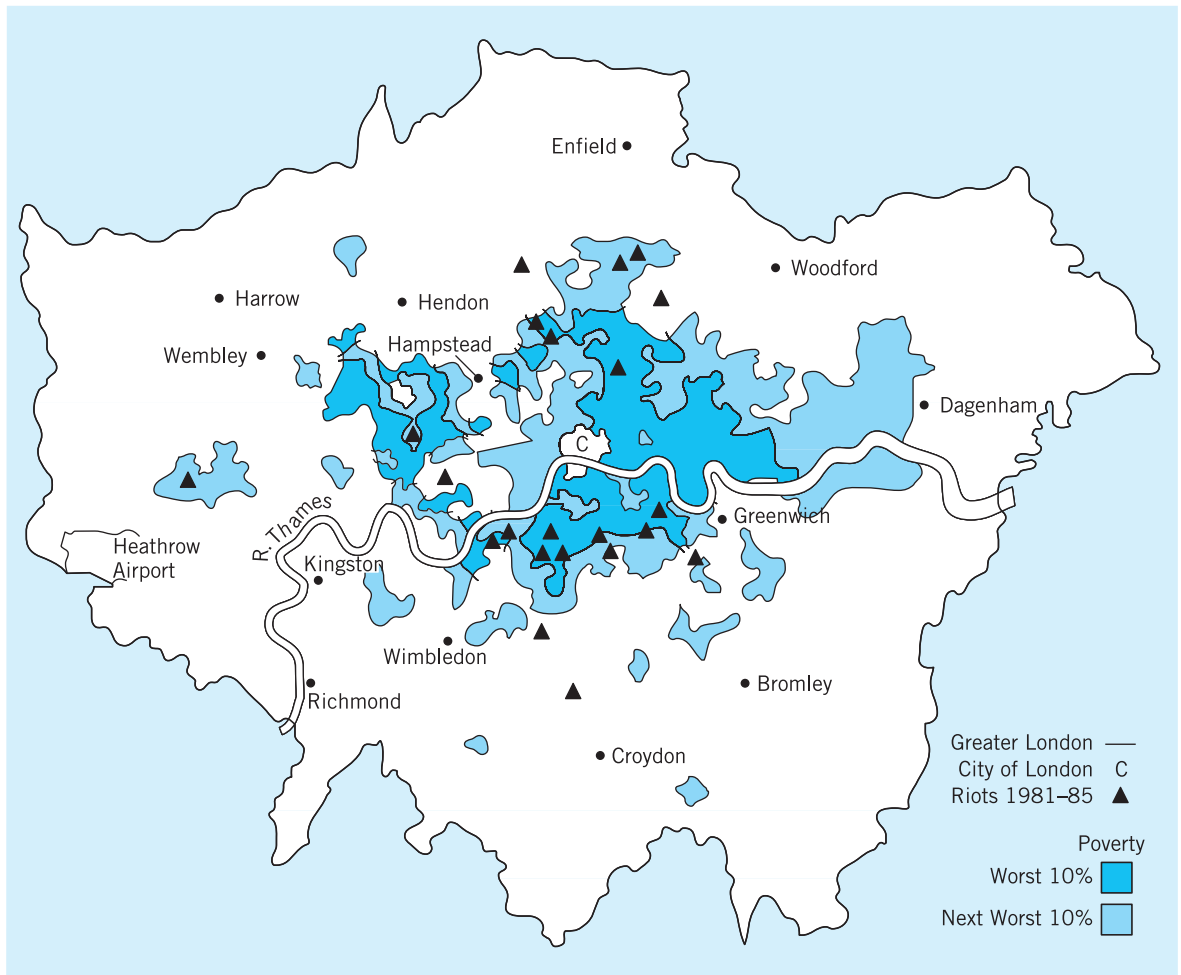 Enfield
Woodford
Harrow
Hendon
Hampstead
Wembley
Dagenham
C
R. Thames
Greenwich
Heathrow
Airport
Kingston
Wimbledon
Richmond
Bromley
Croydon
Greater London
City of London C
Riots 1981–85
Poverty
Worst 10%
Next Worst 10%